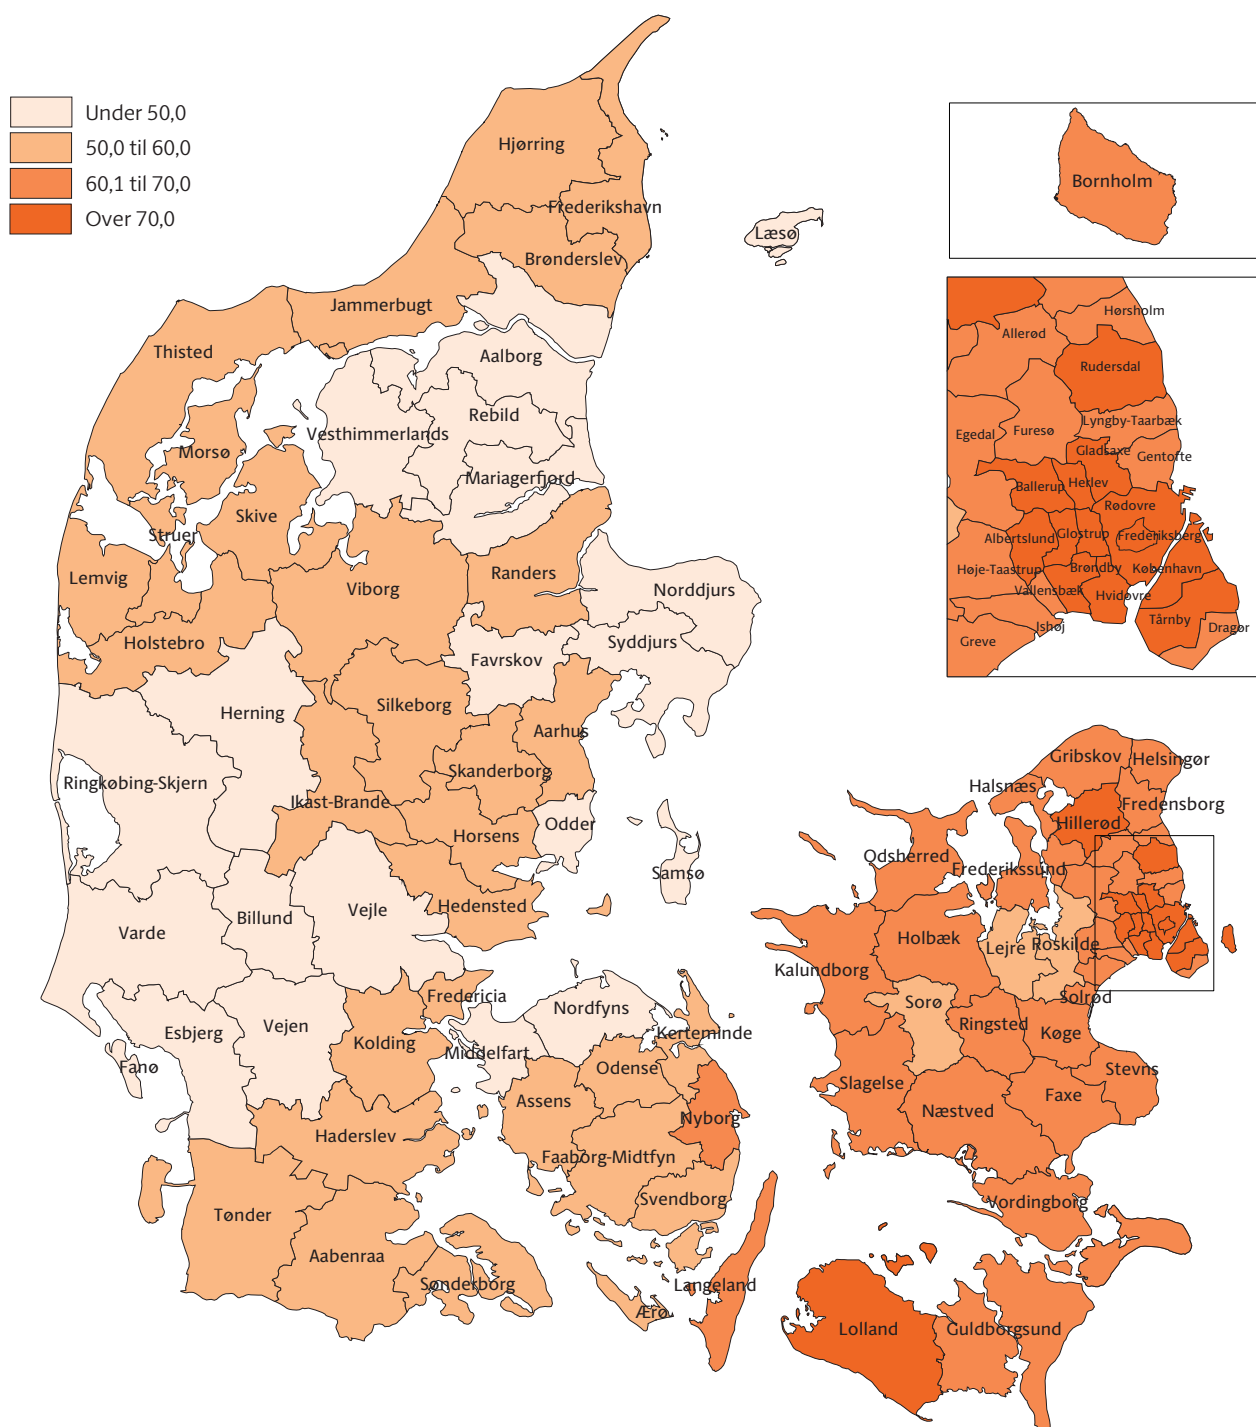 Under 50,0
50,0 til 60,0
60,1 til 70,0
Over 70,0
Hjørring
Frederikshavn
Læsø
Brønderslev
Jammerbugt
Thisted
Aalborg
Rebild
Vesthimmerlands
Morsø
Mariagerfjord
Skive
Struer
Lemvig
Viborg
Randers
Norddjurs
Holstebro
Favrskov
Syddjurs
Silkeborg
Herning
Aarhus
Skanderborg
Ringkøbing-Skjern
Ikast-Brande
Odder
Horsens
Samsø
Hedensted
Vejle
Billund
Varde
Fredericia
Nordfyns
Esbjerg
Vejen
Kolding
Middelfart
Kerteminde
Fanø
Odense
Assens
Nyborg
Haderslev
Faaborg-Midtfyn
Svendborg
Tønder
Aabenraa
Sønderborg
Langeland
Ærø
Bornholm
Hørsholm
Allerød
Rudersdal
Lyngby-Taarbæk
Furesø
Egedal
Gladsaxe
Gentofte
Ballerup
Herlev
Rødovre
Albertslund
Glostrup
Frederiksberg
Høje-Taastrup
Brøndby
København
Vallensbæk
Hvidovre
Ishøj
Tårnby
Dragør
Greve
Gribskov
Helsingør
Halsnæs
Fredensborg
Hillerød
Odsherred
Frederikssund
Holbæk
Lejre
Roskilde
Kalundborg
Solrød
Sorø
Ringsted
Køge
Stevns
Slagelse
Faxe
Næstved
Vordingborg
Lolland
Guldborgsund